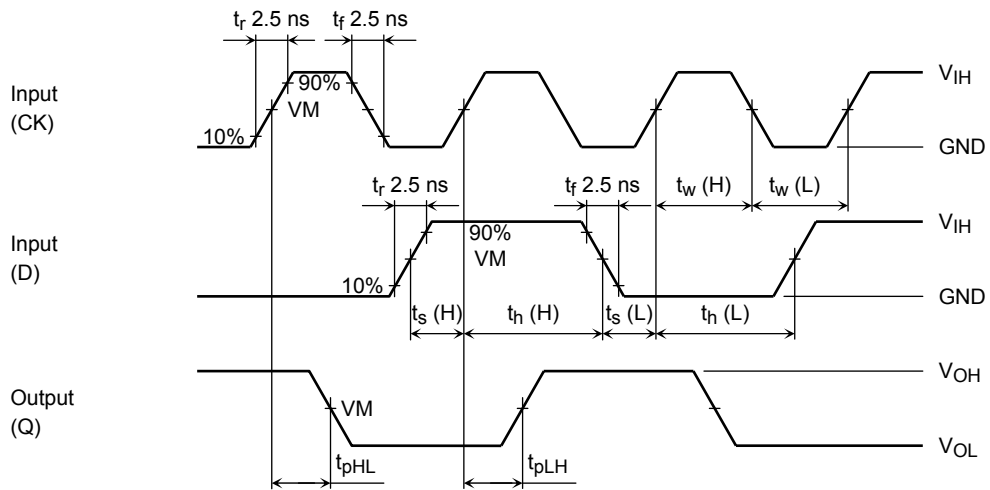 tr 2.5 ns tf 2.5 ns
Input
(CK)
90%
VM
10%
VIH
GND
tr 2.5 ns tf 2.5 ns tw (H) tw (L)
Input
(D)
90%
VM
10%
VIH
GND
ts (H) th (H) ts (L) th (L)
Output
(Q)
VM
VOH
VOL
tpHL tpLH